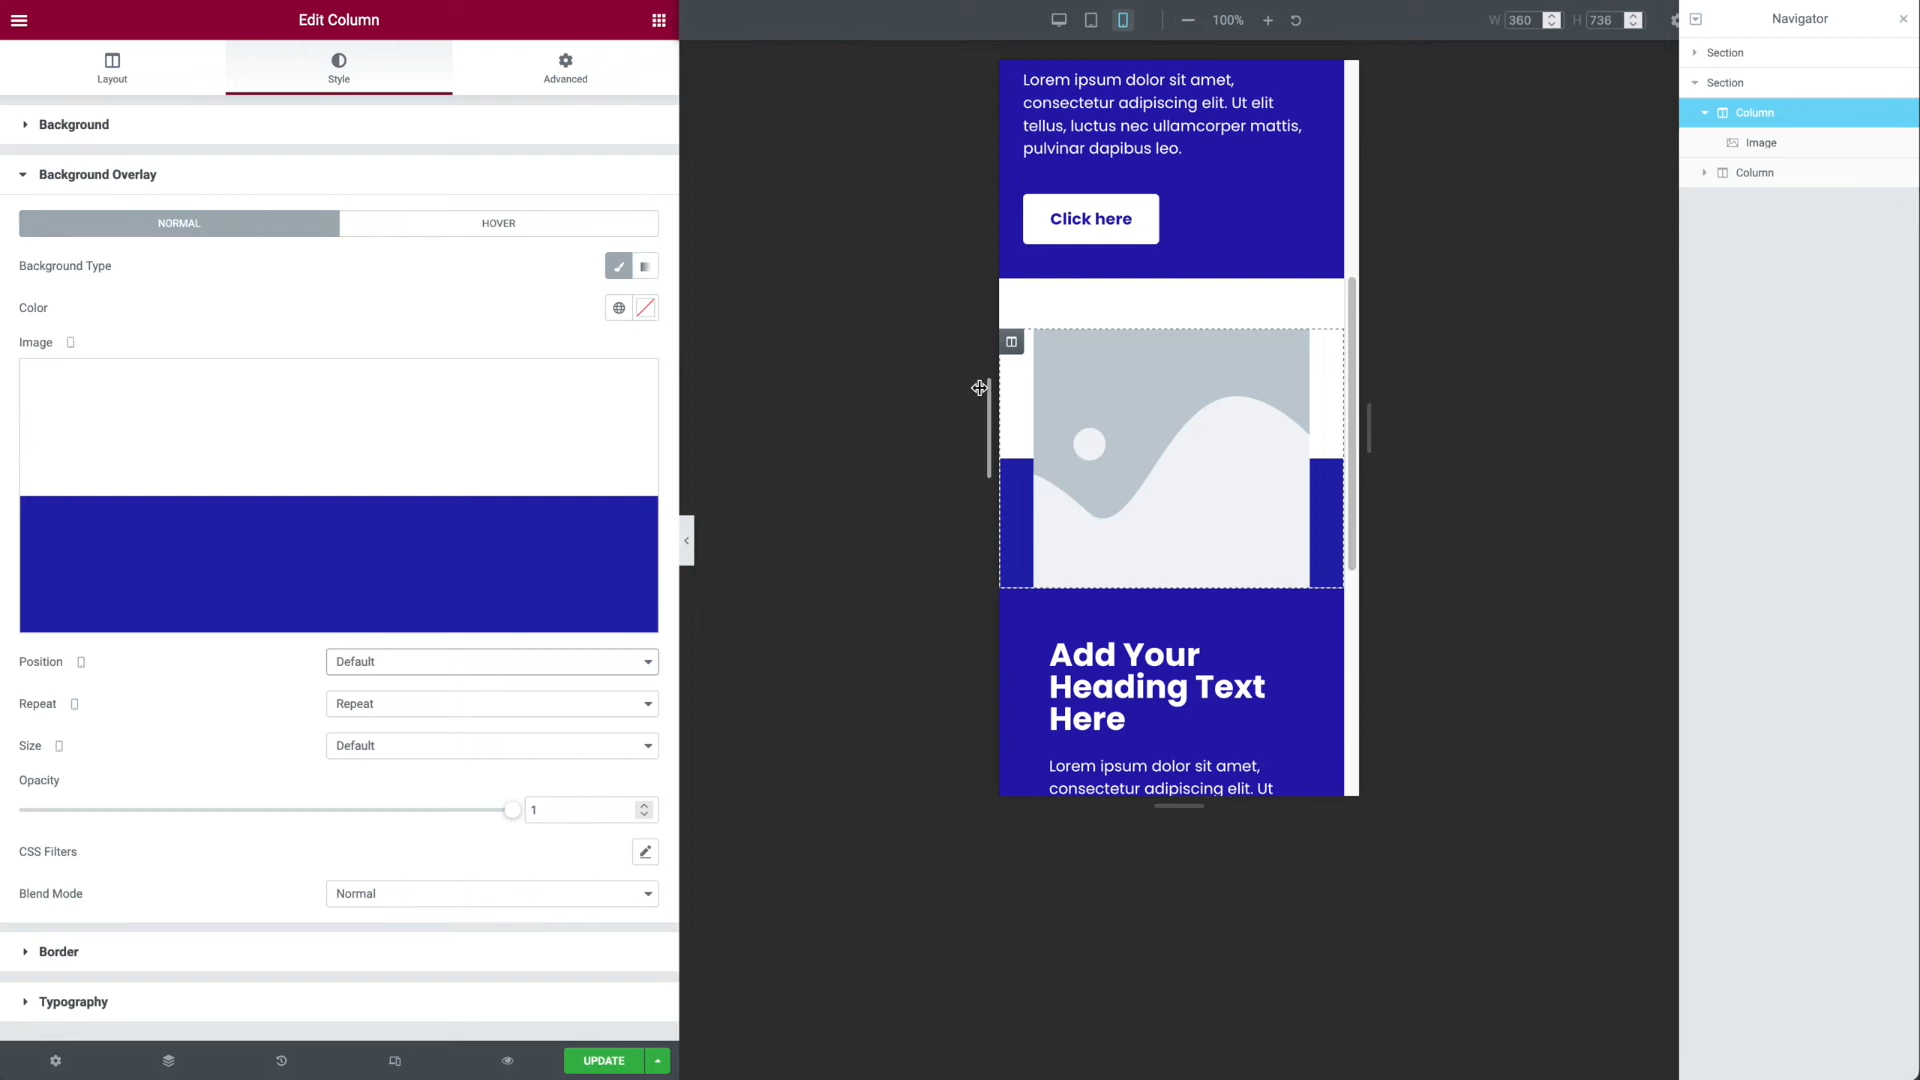 Edit Column
Layout
Style
Advanced
Background
Background Overlay
NORMAL
HOVER
Background Type
Color
Image
Position
Default
Repeat
Repeat
Size
Default
Opacity
1
CSS Filters
Blend Mode
Normal
Border
Typography
UPDATE
100%
W 360
H 736
Lorem ipsum dolor sit amet,
consectetur adipiscing elit. Ut elit
tellus, luctus nec ullamcorper mattis,
pulvinar dapibus leo.
Click here
Add Your
Heading Text
Here
Lorem ipsum dolor sit amet,
consectetur adipiscing elit. Ut
Navigator
Section
Section
Column
Image
Column